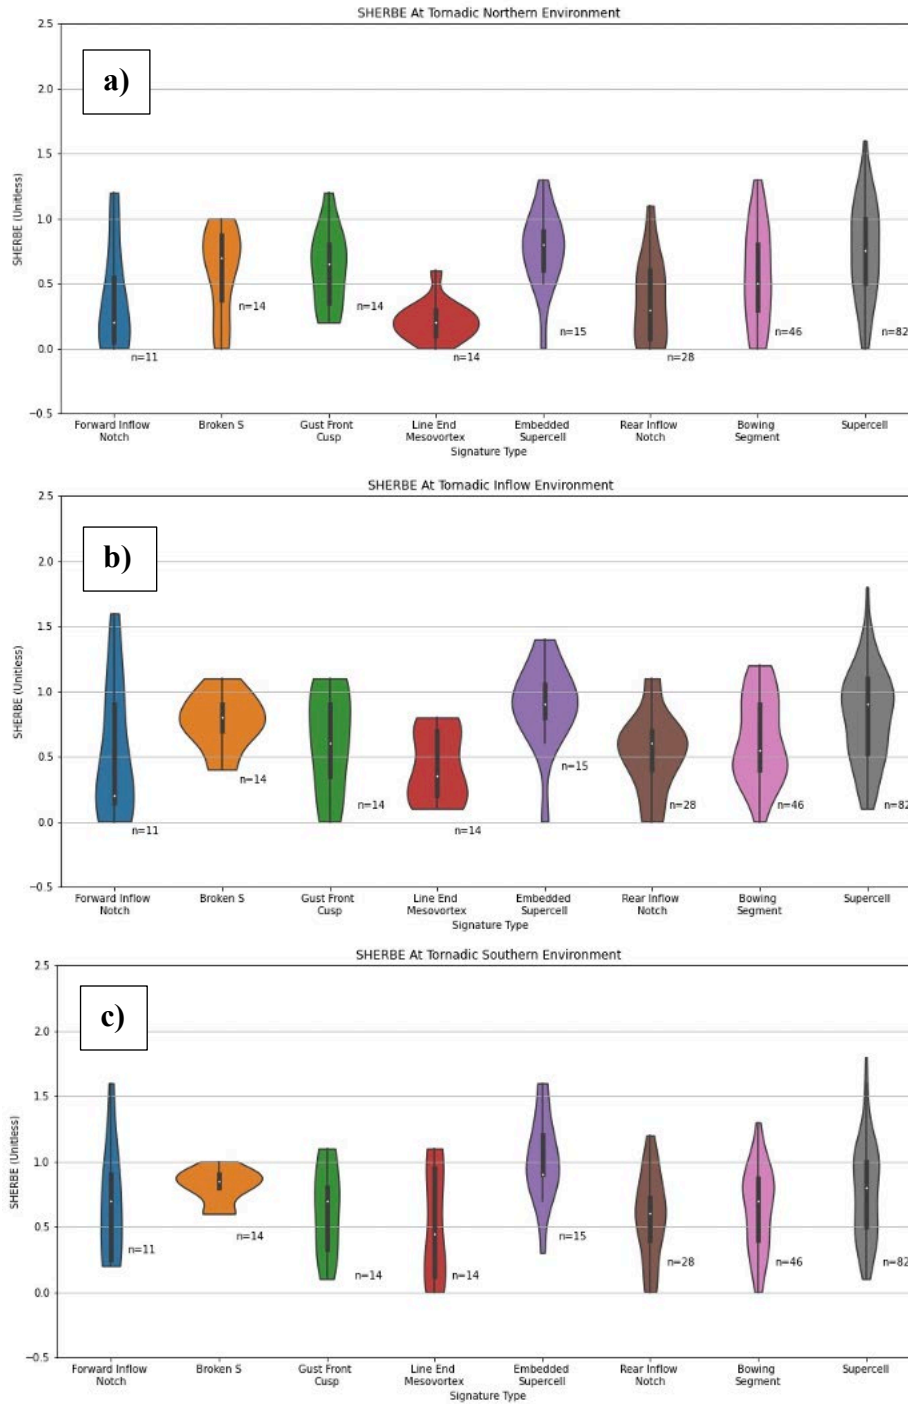 SHERBE At Tornadic Northern Environment
a)
2.5
2.0
1.5
1.0
0.5
0.0
−0.5
SHERBE (Unitless)
n=11
n=14
n=14
n=14
n=15
n=28
n=46
n=82
Forward Inflow
Notch
Broken S
Gust Front
Cusp
Line End
Mesovortex
Embedded
Supercell
Rear Inflow
Notch
Bowing
Segment
Supercell
Signature Type
SHERBE At Tornadic Inflow Environment
b)
2.5
2.0
1.5
1.0
0.5
0.0
−0.5
SHERBE (Unitless)
n=11
n=14
n=14
n=14
n=15
n=28
n=46
n=82
Forward Inflow
Notch
Broken S
Gust Front
Cusp
Line End
Mesovortex
Embedded
Supercell
Rear Inflow
Notch
Bowing
Segment
Supercell
Signature Type
SHERBE At Tornadic Southern Environment
c)
2.5
2.0
1.5
1.0
0.5
0.0
−0.5
SHERBE (Unitless)
n=11
n=14
n=14
n=14
n=15
n=28
n=46
n=82
Forward Inflow
Notch
Broken S
Gust Front
Cusp
Line End
Mesovortex
Embedded
Supercell
Rear Inflow
Notch
Bowing
Segment
Supercell
Signature Type